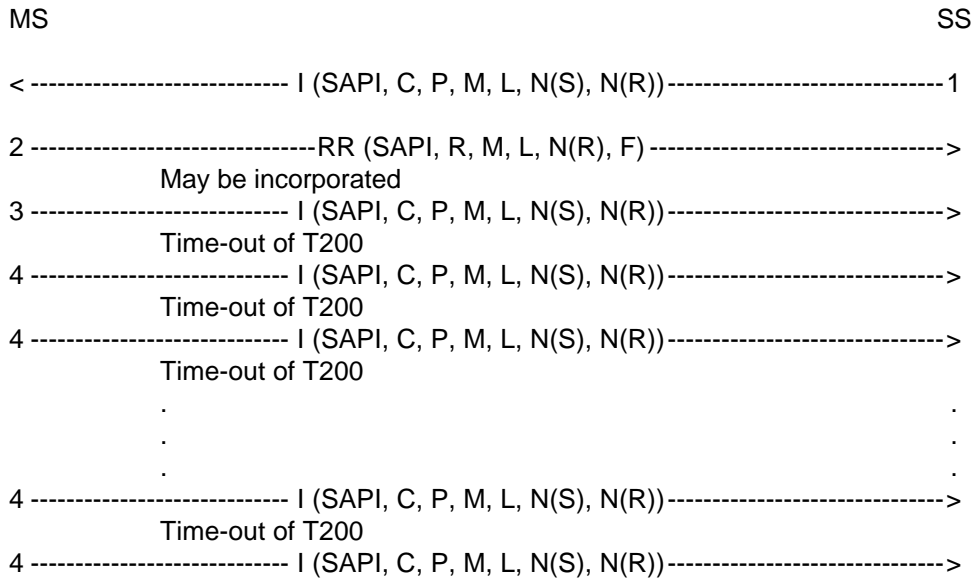 MS SS
< ---------------------------- I (SAPI, C, P, M, L, N(S), N(R)) ------------------------------ 1
2 -------------------------------RR (SAPI, R, M, L, N(R), F) -------------------------------->
May be incorporated
3 ---------------------------- I (SAPI, C, P, M, L, N(S), N(R)) ------------------------------>
Time-out of T200
4 ---------------------------- I (SAPI, C, P, M, L, N(S), N(R)) ------------------------------>
Time-out of T200
4 ---------------------------- I (SAPI, C, P, M, L, N(S), N(R)) ------------------------------>
Time-out of T200
. .
. .
. .
4 ---------------------------- I (SAPI, C, P, M, L, N(S), N(R)) ------------------------------>
Time-out of T200
4 ---------------------------- I (SAPI, C, P, M, L, N(S), N(R)) ------------------------------>